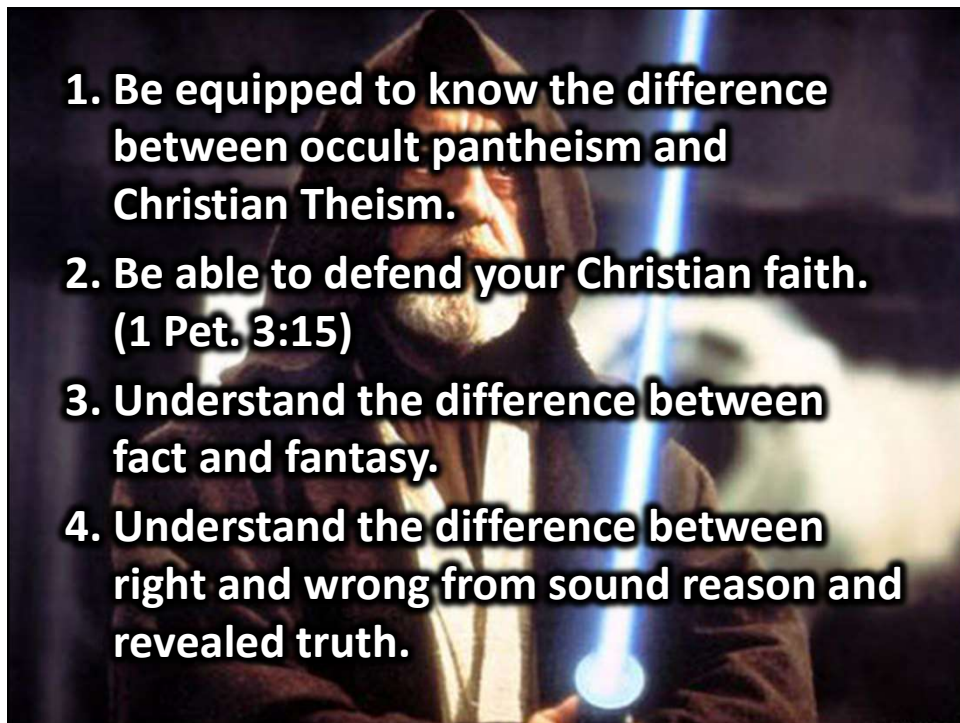 1. Be equipped to know the difference
between occult pantheism and
Christian Theism.
2. Be able to defend your Christian faith.
(1 Pet. 3:15)
3. Understand the difference between
fact and fantasy.
4. Understand the difference between
right and wrong from sound reason and
revealed truth.